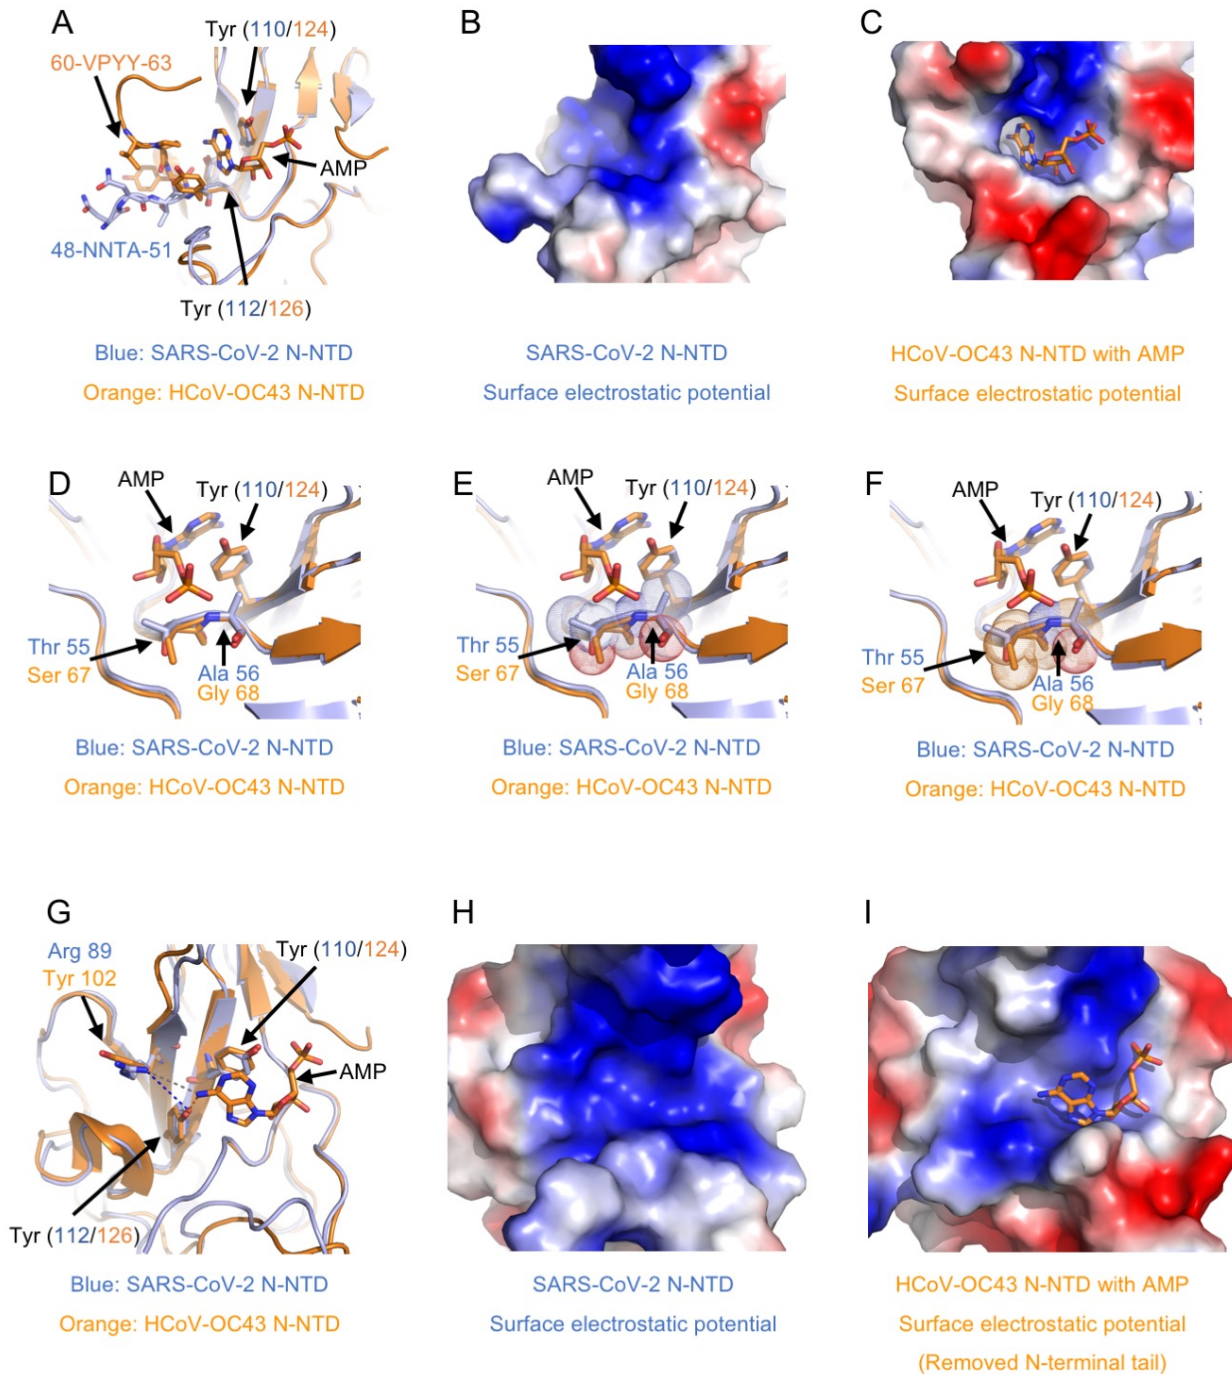 A
Tyr (110/124)
60-VPYY-63
AMP
48-NNTA-51
Tyr (112/126)
Blue: SARS-CoV-2 N-NTD
Orange: HCoV-OC43 N-NTD
B
SARS-CoV-2 N-NTD
Surface electrostatic potential
C
HCoV-OC43 N-NTD with AMP
Surface electrostatic potential
D
AMP
Tyr (110/124)
Thr 55
Ser 67
Ala 56
Gly 68
Blue: SARS-CoV-2 N-NTD
Orange: HCoV-OC43 N-NTD
E
AMP
Tyr (110/124)
Thr 55
Ser 67
Ala 56
Gly 68
Blue: SARS-CoV-2 N-NTD
Orange: HCoV-OC43 N-NTD
F
AMP
Tyr (110/124)
Thr 55
Ser 67
Ala 56
Gly 68
Blue: SARS-CoV-2 N-NTD
Orange: HCoV-OC43 N-NTD
G
Arg 89
Tyr 102
Tyr (110/124)
AMP
Tyr (112/126)
Blue: SARS-CoV-2 N-NTD
Orange: HCoV-OC43 N-NTD
H
SARS-CoV-2 N-NTD
Surface electrostatic potential
I
HCoV-OC43 N-NTD with AMP
Surface electrostatic potential
(Removed N-terminal tail)